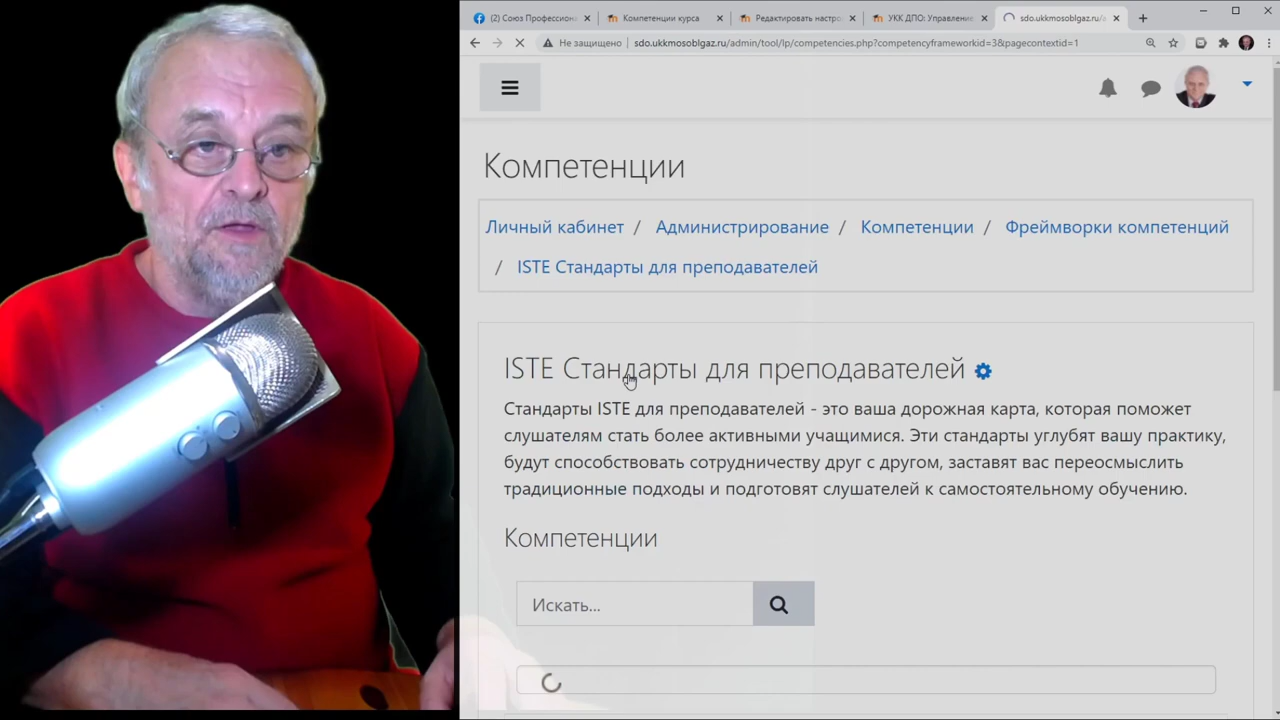 (2) Союз Профессиона
Компетенции курса
Редактировать настро
УКК ДПО: Управление
sdo.ukkmosoblgaz.ru/a
Не защищено
sdo.ukkmosoblgaz.ru/admin/tool/lp/competencies.php?competencyframeworkid=3&pagecontextid=1
Компетенции
Личный кабинет / Администрирование / Компетенции / Фреймворки компетенций
/ ISTE Стандарты для преподавателей
ISTE Стандарты для преподавателей
Стандарты ISTE для преподавателей - это ваша дорожная карта, которая поможет
слушателям стать более активными учащимися. Эти стандарты углубят вашу практику,
будут способствовать сотрудничеству друг с другом, заставят вас переосмыслить
традиционные подходы и подготовят слушателей к самостоятельному обучению.
Компетенции
Искать...